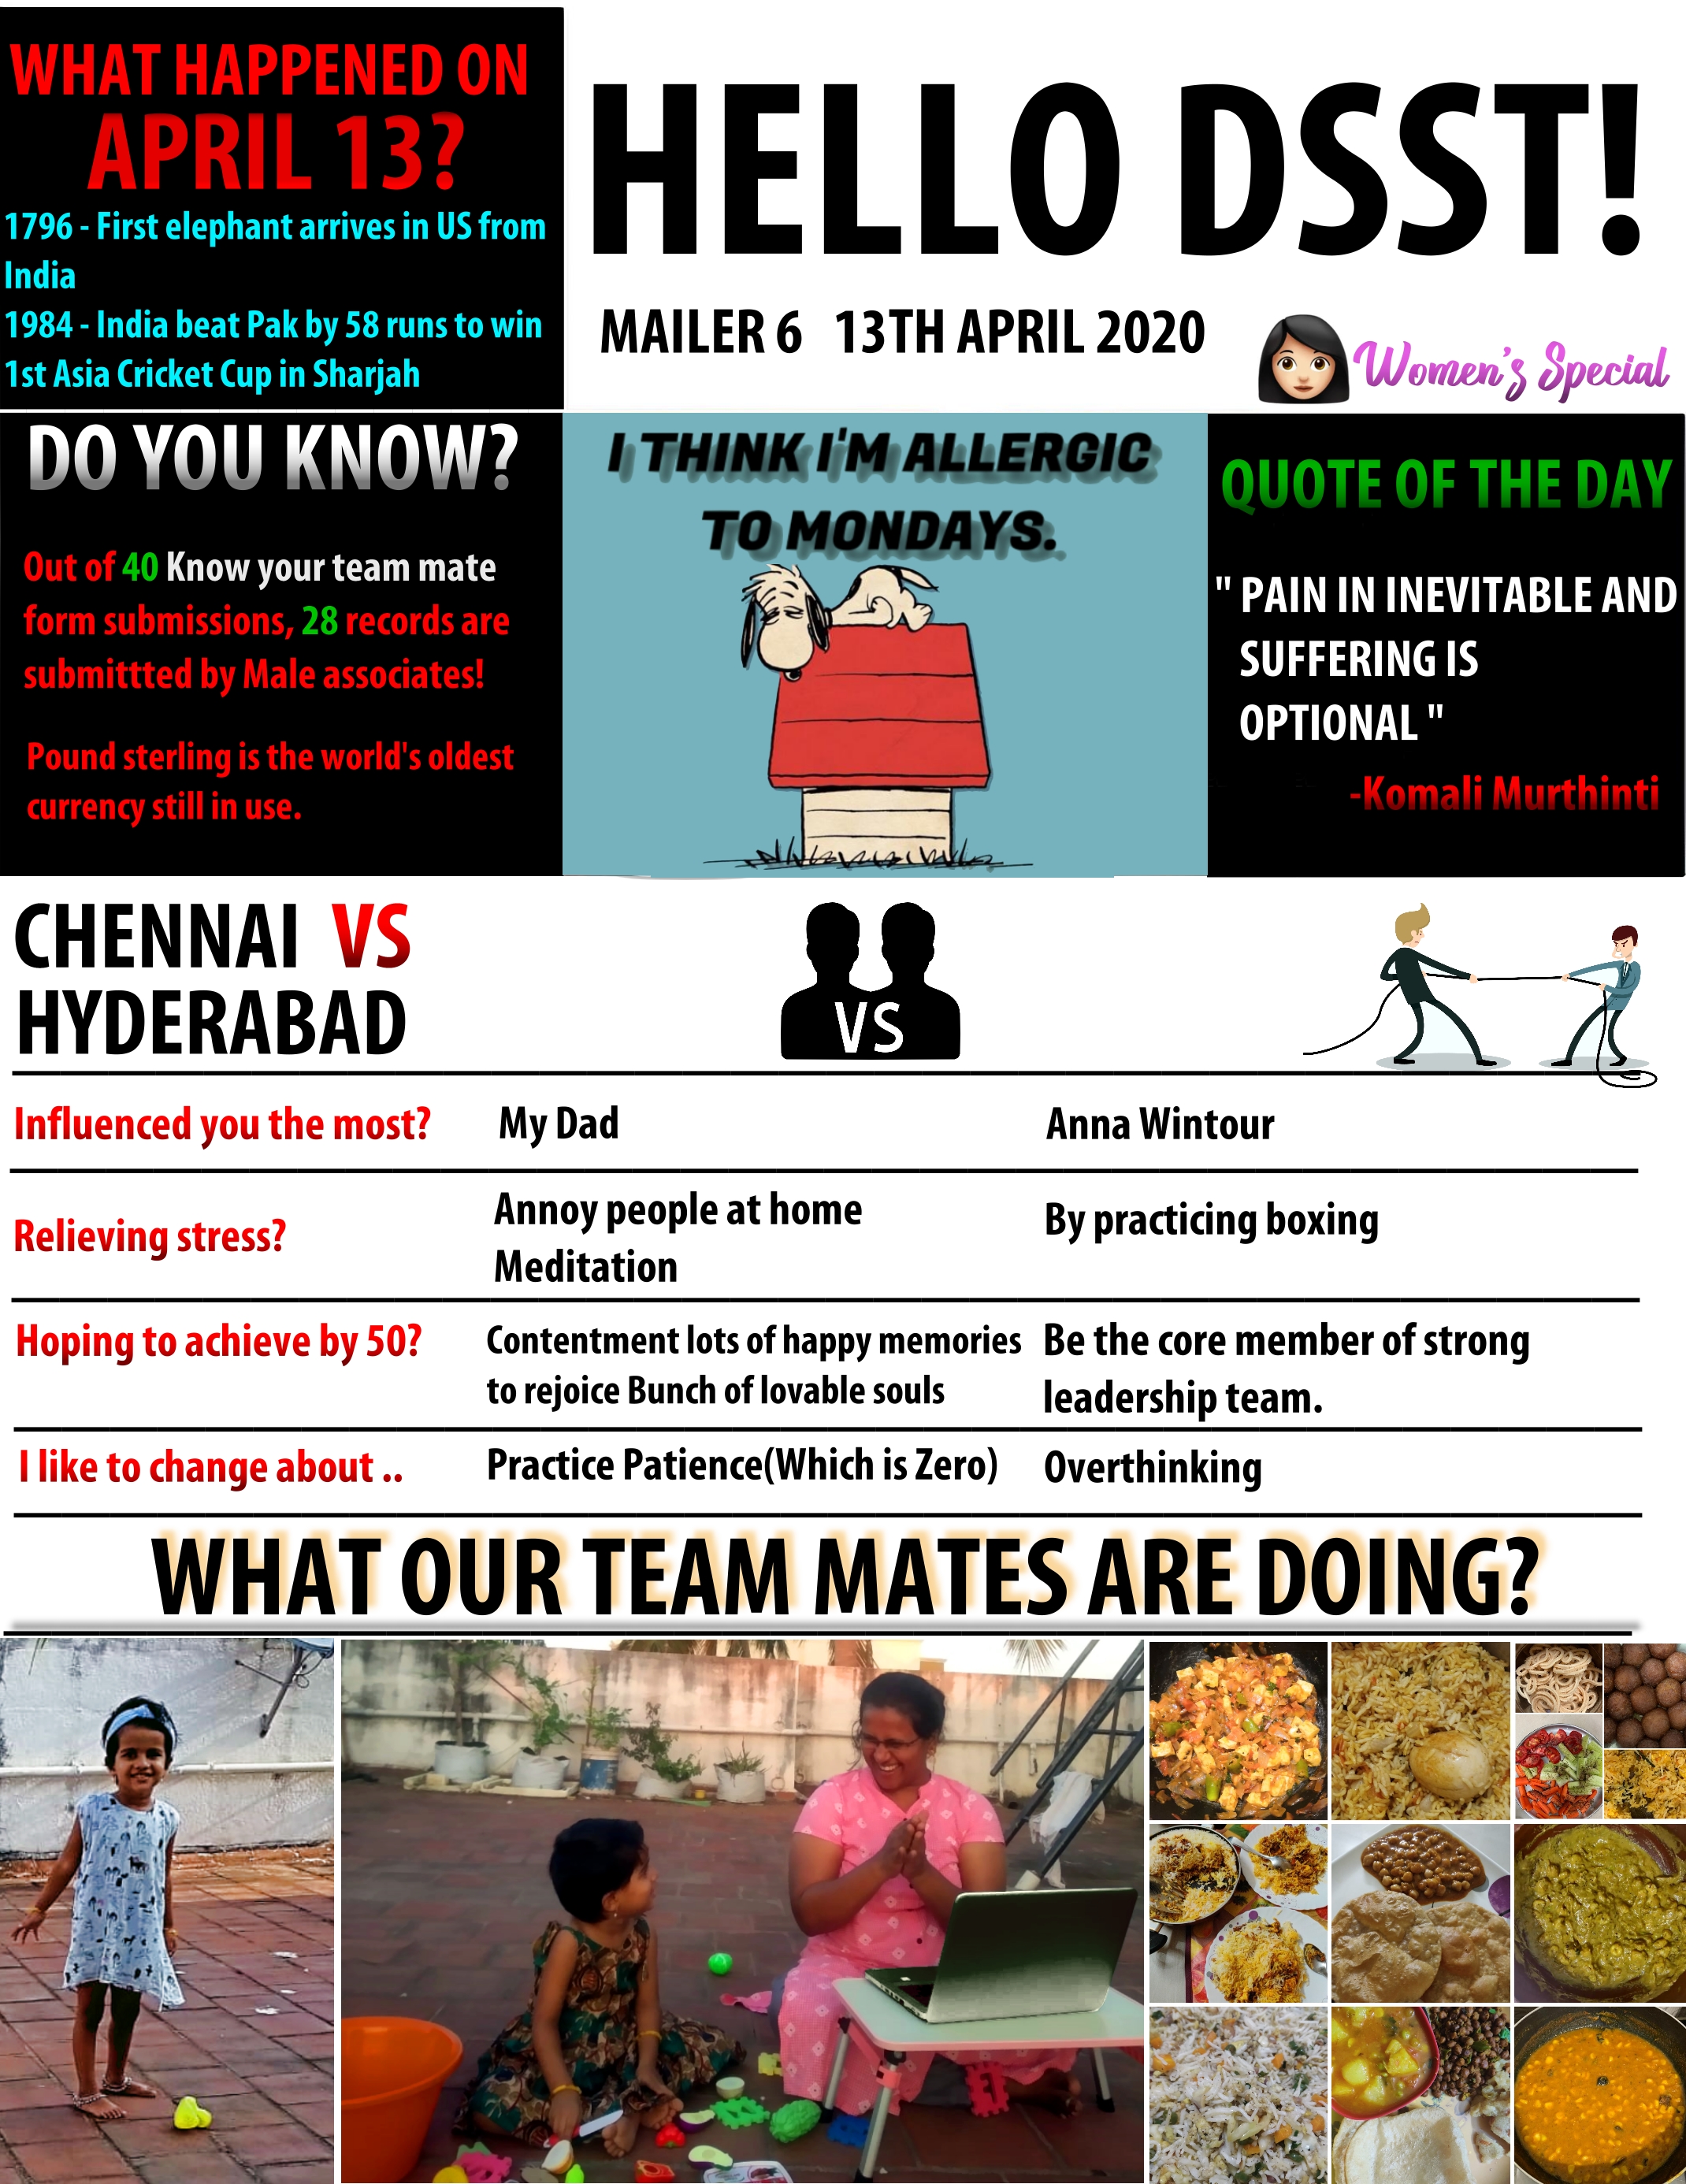 WHAT HAPPENED ON
APRIL 13?
1796 - First elephant arrives in US from
India
1984 - India beat Pak by 58 runs to win
1st Asia Cricket Cup in Sharjah
HELLO DSST!
MAILER 6 13TH APRIL 2020
Women's Special
DO YOU KNOW?
Out of 40 Know your team mate
form submissions, 28 records are
submittted by Male associates!
Pound sterling is the world's oldest
currency still in use.
I THINK I'M ALLERGIC
TO MONDAYS.
QUOTE OF THE DAY
" PAIN IN INEVITABLE AND
SUFFERING IS
OPTIONAL "
-Komali Murthinti
CHENNAI VS
HYDERABAD
VS
Influenced you the most? My Dad Anna Wintour
Relieving stress? Annoy people at home By practicing boxing
Meditation
Hoping to achieve by 50? Contentment lots of happy memories Be the core member of strong
to rejoice Bunch of lovable souls leadership team.
I like to change about .. Practice Patience(Which is Zero) Overthinking
WHAT OUR TEAM MATES ARE DOING?